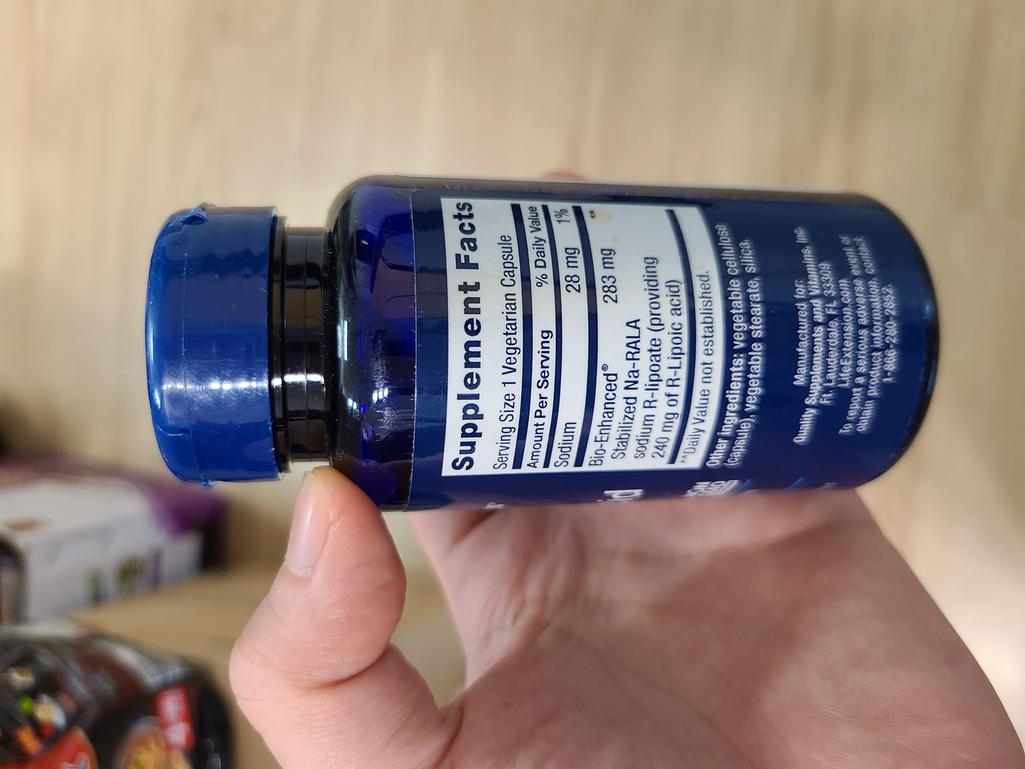 Supplement Facts
Serving Size 1 Vegetarian Capsule
Amount Per Serving % Daily Value
Sodium 28 mg 1%
Bio-Enhanced® 283 mg **
Stabilized Na-RALA
sodium R-lipoate (providing
240 mg of R-Lipoic acid)
**Daily Value not established.
Other ingredients: vegetable cellulose
(capsule), vegetable stearate, silica.
Manufactured for:
Quality Supplements and Vitamins, Inc.
Ft. Lauderdale, FL 33309
LifeExtension.com
To report a serious adverse event or
obtain product information, contact
1-866-280-2852.